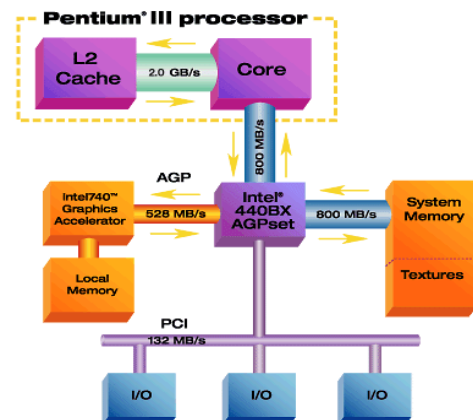 Pentium® III processor
L2
Cache
2.0 GB/s
Core
800 MB/s
AGP
Intel740™
Graphics
Accelerator
528 MB/s
Intel®
440BX
AGPset
800 MB/s
System
Memory
Textures
Local
Memory
PCI
132 MB/s
I/O
I/O
I/O